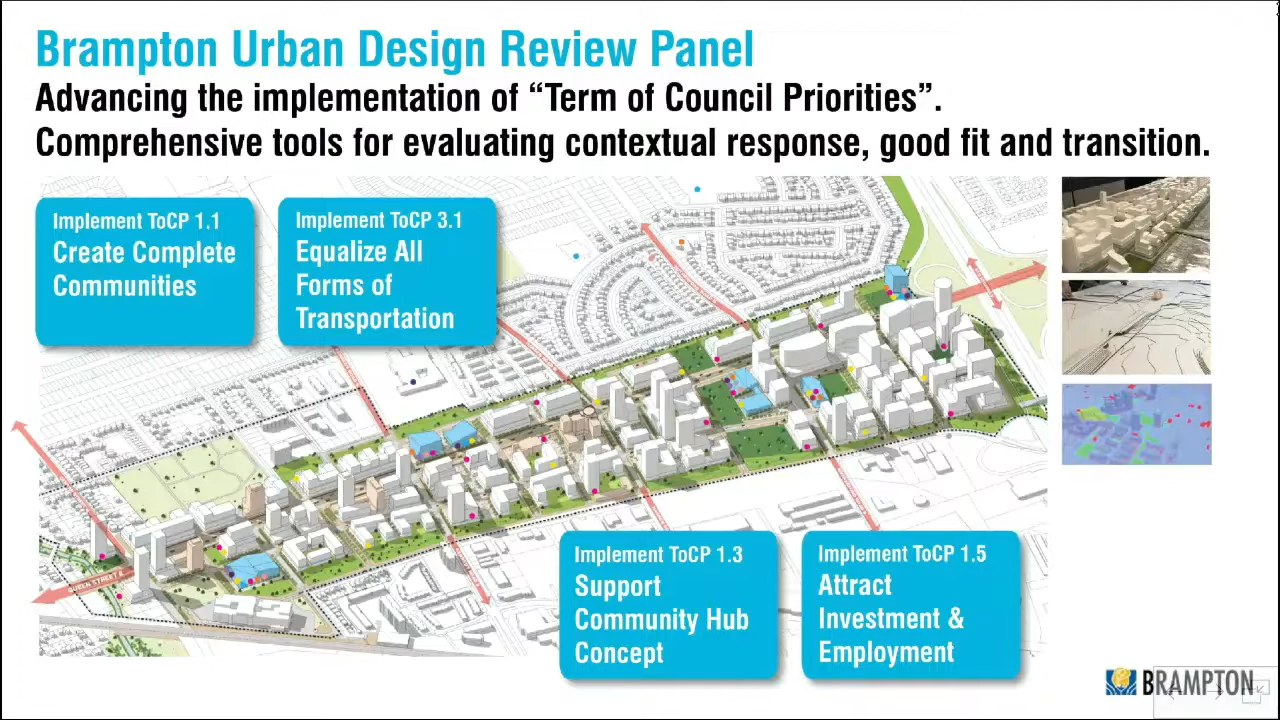 Brampton Urban Design Review Panel
Advancing the implementation of “Term of Council Priorities”.
Comprehensive tools for evaluating contextual response, good fit and transition.
Implement ToCP 1.1
Create Complete
Communities
Implement ToCP 3.1
Equalize All
Forms of
Transportation
QUEEN STREET E
Implement ToCP 1.3
Support
Community Hub
Concept
Implement ToCP 1.5
Attract
Investment &
Employment
BRAMPTON